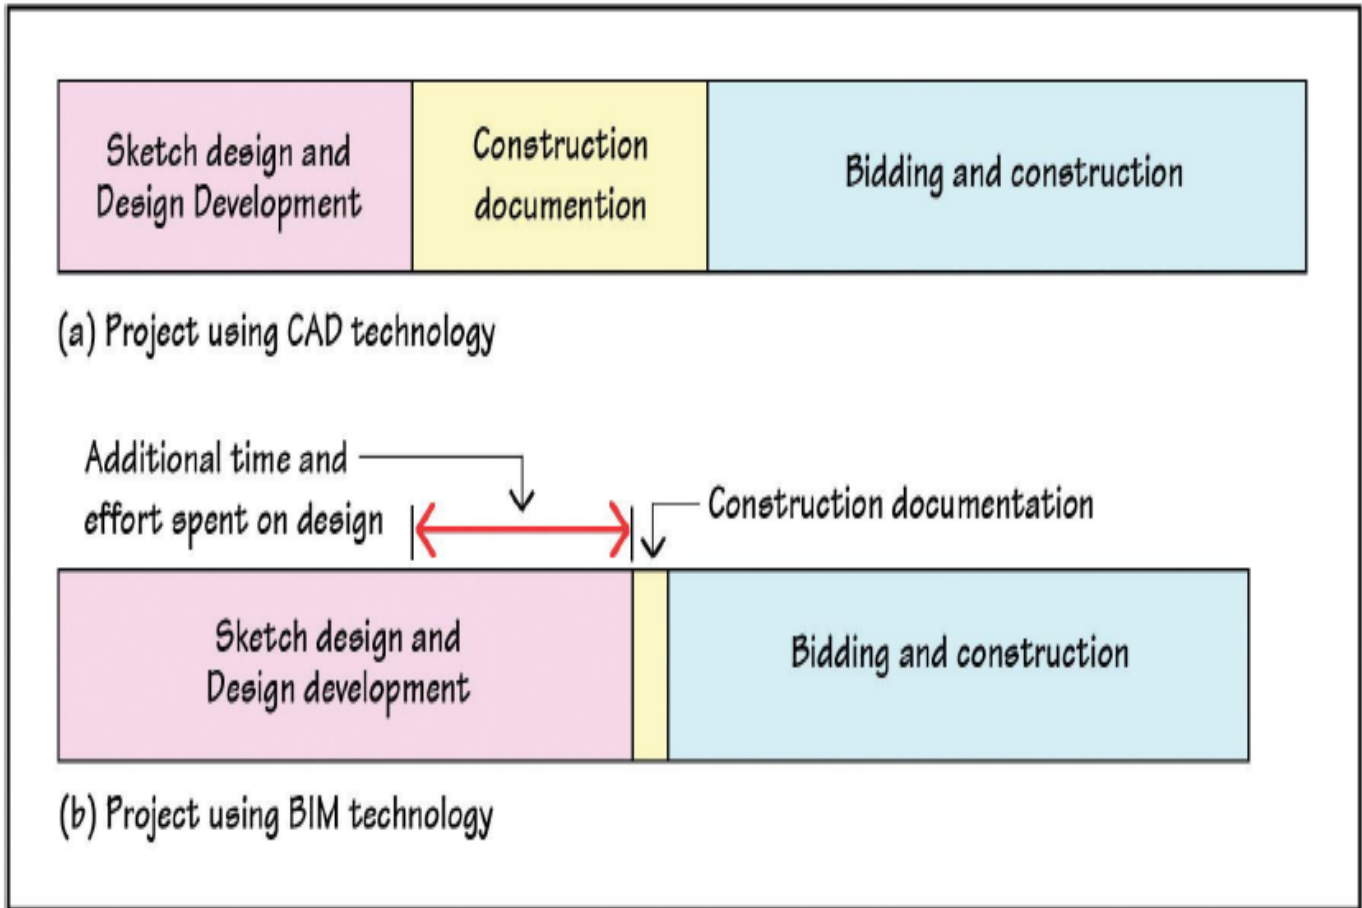 Sketch design and
Design Development
Construction
documention
Bidding and construction
(a) Project using CAD technology
Additional time and
effort spent on design
Construction documentation
Sketch design and
Design development
Bidding and construction
(b) Project using BIM technology